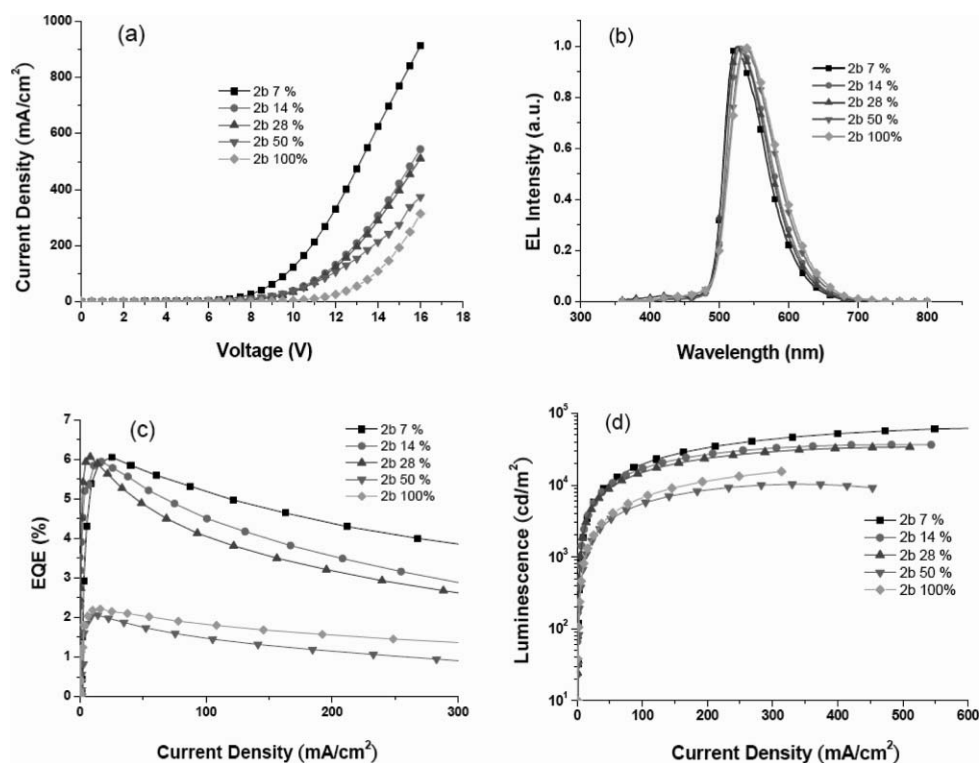 (a)
Current Density (mA/cm²)
1000
800
600
400
200
0
2b 7 %
2b 14 %
2b 28 %
2b 50 %
2b 100%
0 2 4 6 8 10 12 14 16 18
Voltage (V)
(b)
EL Intensity (a.u.)
1.0
0.8
0.6
0.4
0.2
0.0
2b 7 %
2b 14 %
2b 28 %
2b 50 %
2b 100%
300 400 500 600 700 800 900
Wavelength (nm)
(c)
EQE (%)
7
6
5
4
3
2
1
0
2b 7 %
2b 14 %
2b 28 %
2b 50 %
2b 100%
0 100 200 300
Current Density (mA/cm²)
(d)
Luminescence (cd/m²)
10⁵
10⁴
10³
10²
10¹
2b 7 %
2b 14 %
2b 28 %
2b 50 %
2b 100%
0 100 200 300 400 500 600
Current Density (mA/cm²)